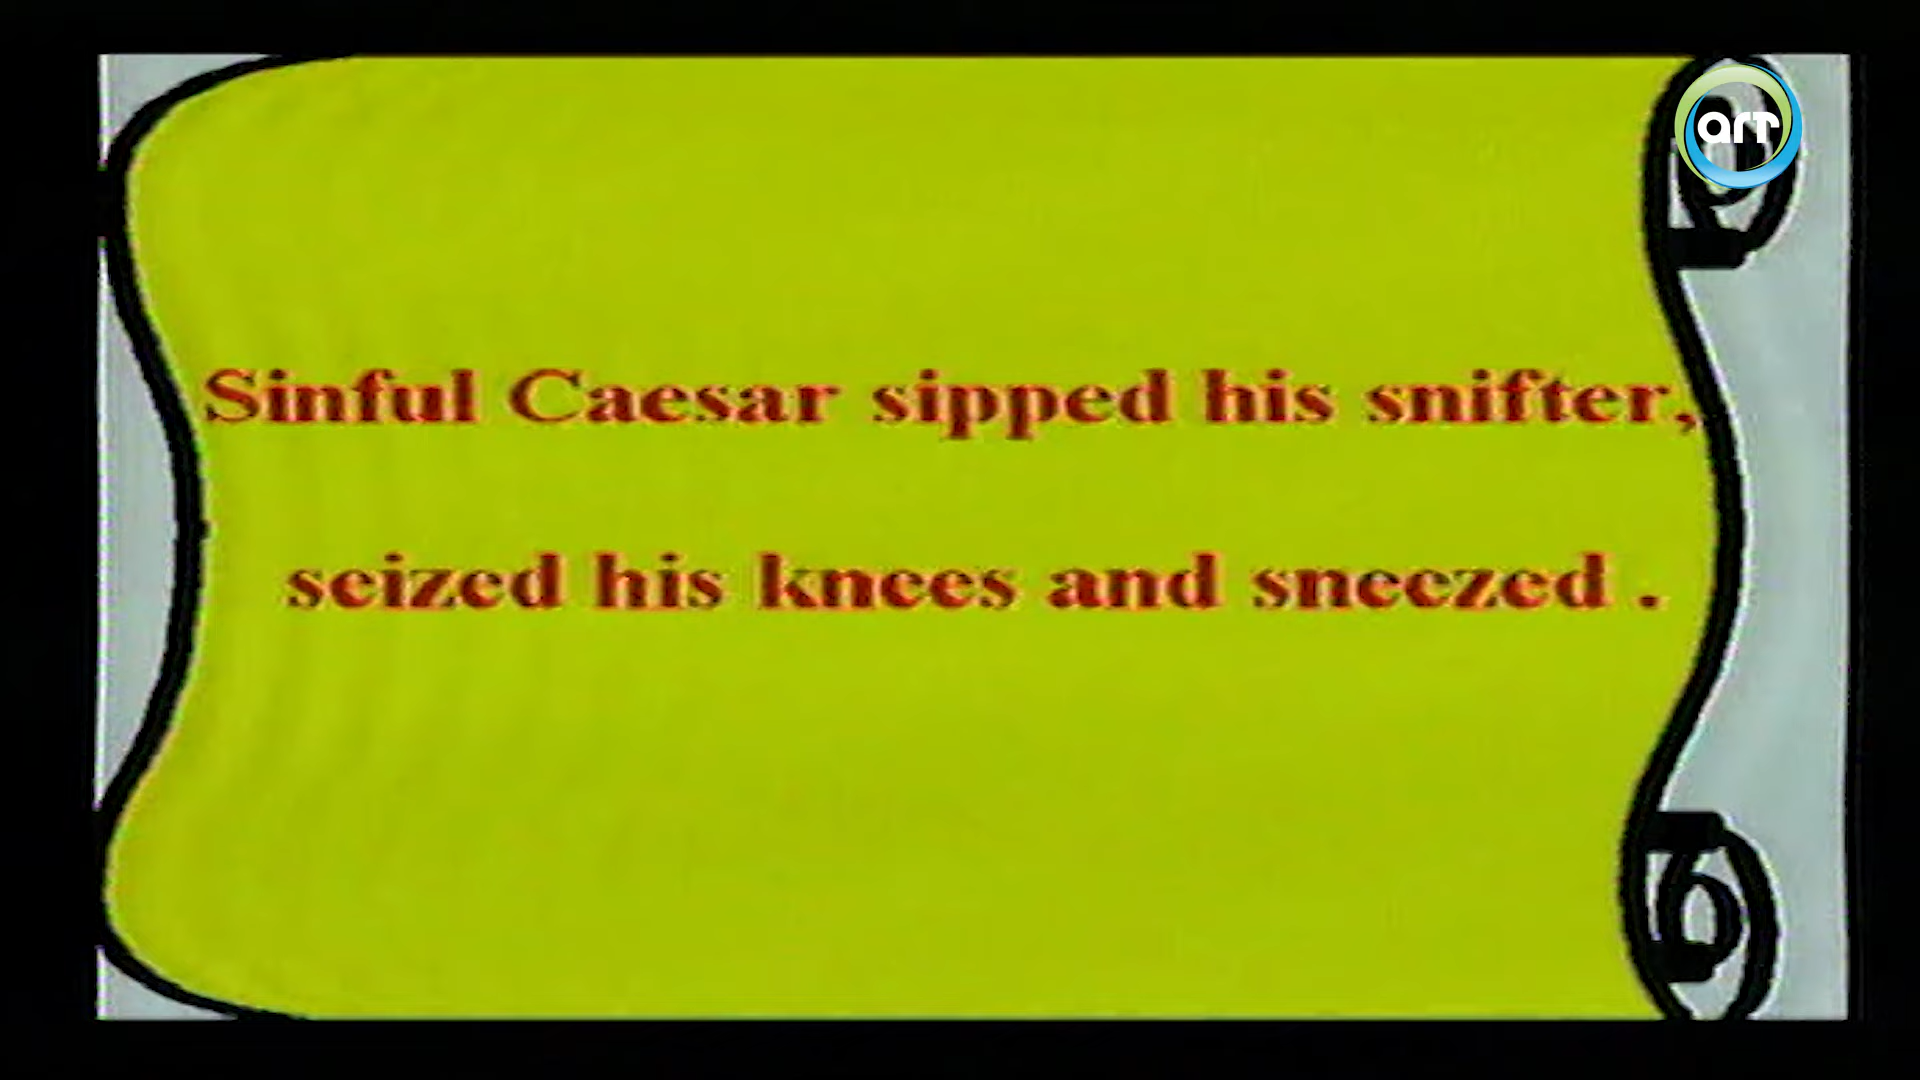 art
Sinful Caesar sipped his snifter,
seized his knees and sneezed .